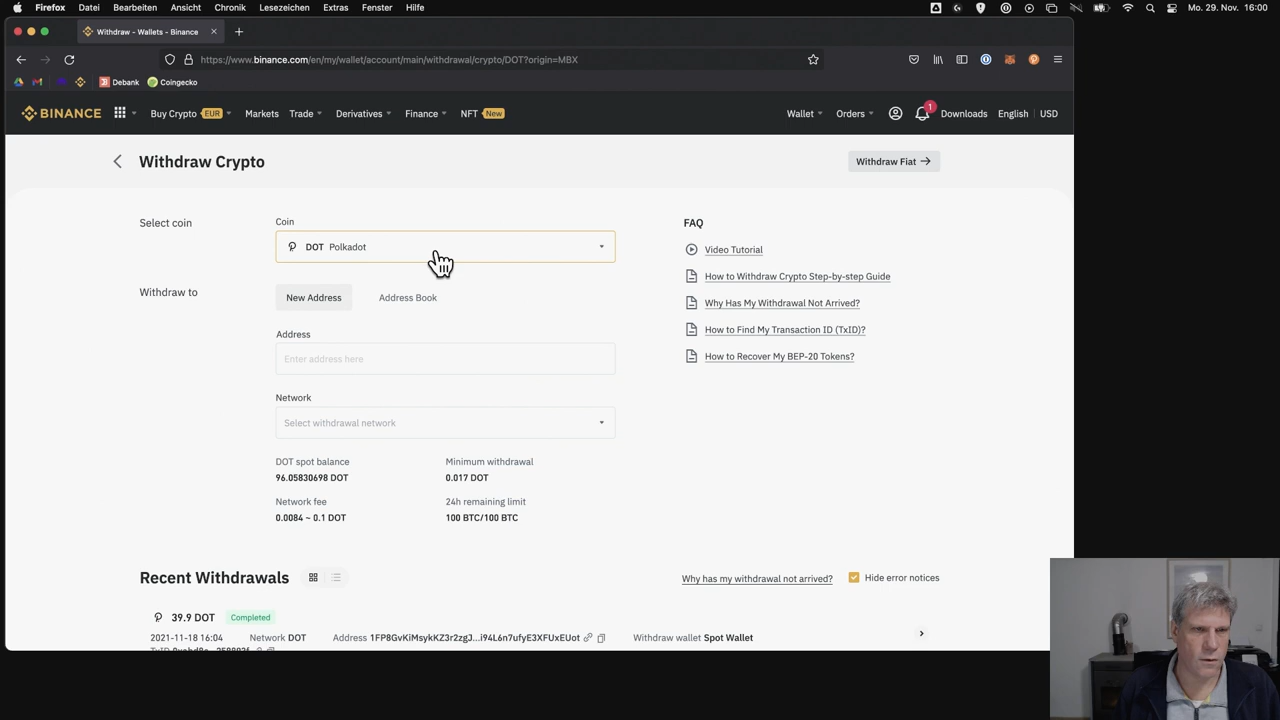 Firefox Datei Bearbeiten Ansicht Chronik Lesezeichen Extras Fenster Hilfe Mo. 29. Nov. 16:00
Withdraw - Wallets - Binance
https://www.binance.com/en/my/wallet/account/main/withdrawal/crypto/DOT?origin=MBX
Debank Coingecko
BINANCE Buy Crypto EUR Markets Trade Derivatives Finance NFT New Wallet Orders 1 Downloads English USD
Withdraw Crypto Withdraw Fiat
Select coin Coin FAQ
DOT Polkadot Video Tutorial
How to Withdraw Crypto Step-by-step Guide
Withdraw to New Address Address Book Why Has My Withdrawal Not Arrived?
Address How to Find My Transaction ID (TxID)?
Enter address here How to Recover My BEP-20 Tokens?
Network
Select withdrawal network
DOT spot balance Minimum withdrawal
96.05830698 DOT 0.017 DOT
Network fee 24h remaining limit
0.0084 ~ 0.1 DOT 100 BTC/100 BTC
Recent Withdrawals Why has my withdrawal not arrived? Hide error notices
39.9 DOT Completed
2021-11-18 16:04 Network DOT Address 1FP8GvKiMsykKZ3r2zgJ...i94L6n7ufyE3XFUxEUot Withdraw wallet Spot Wallet